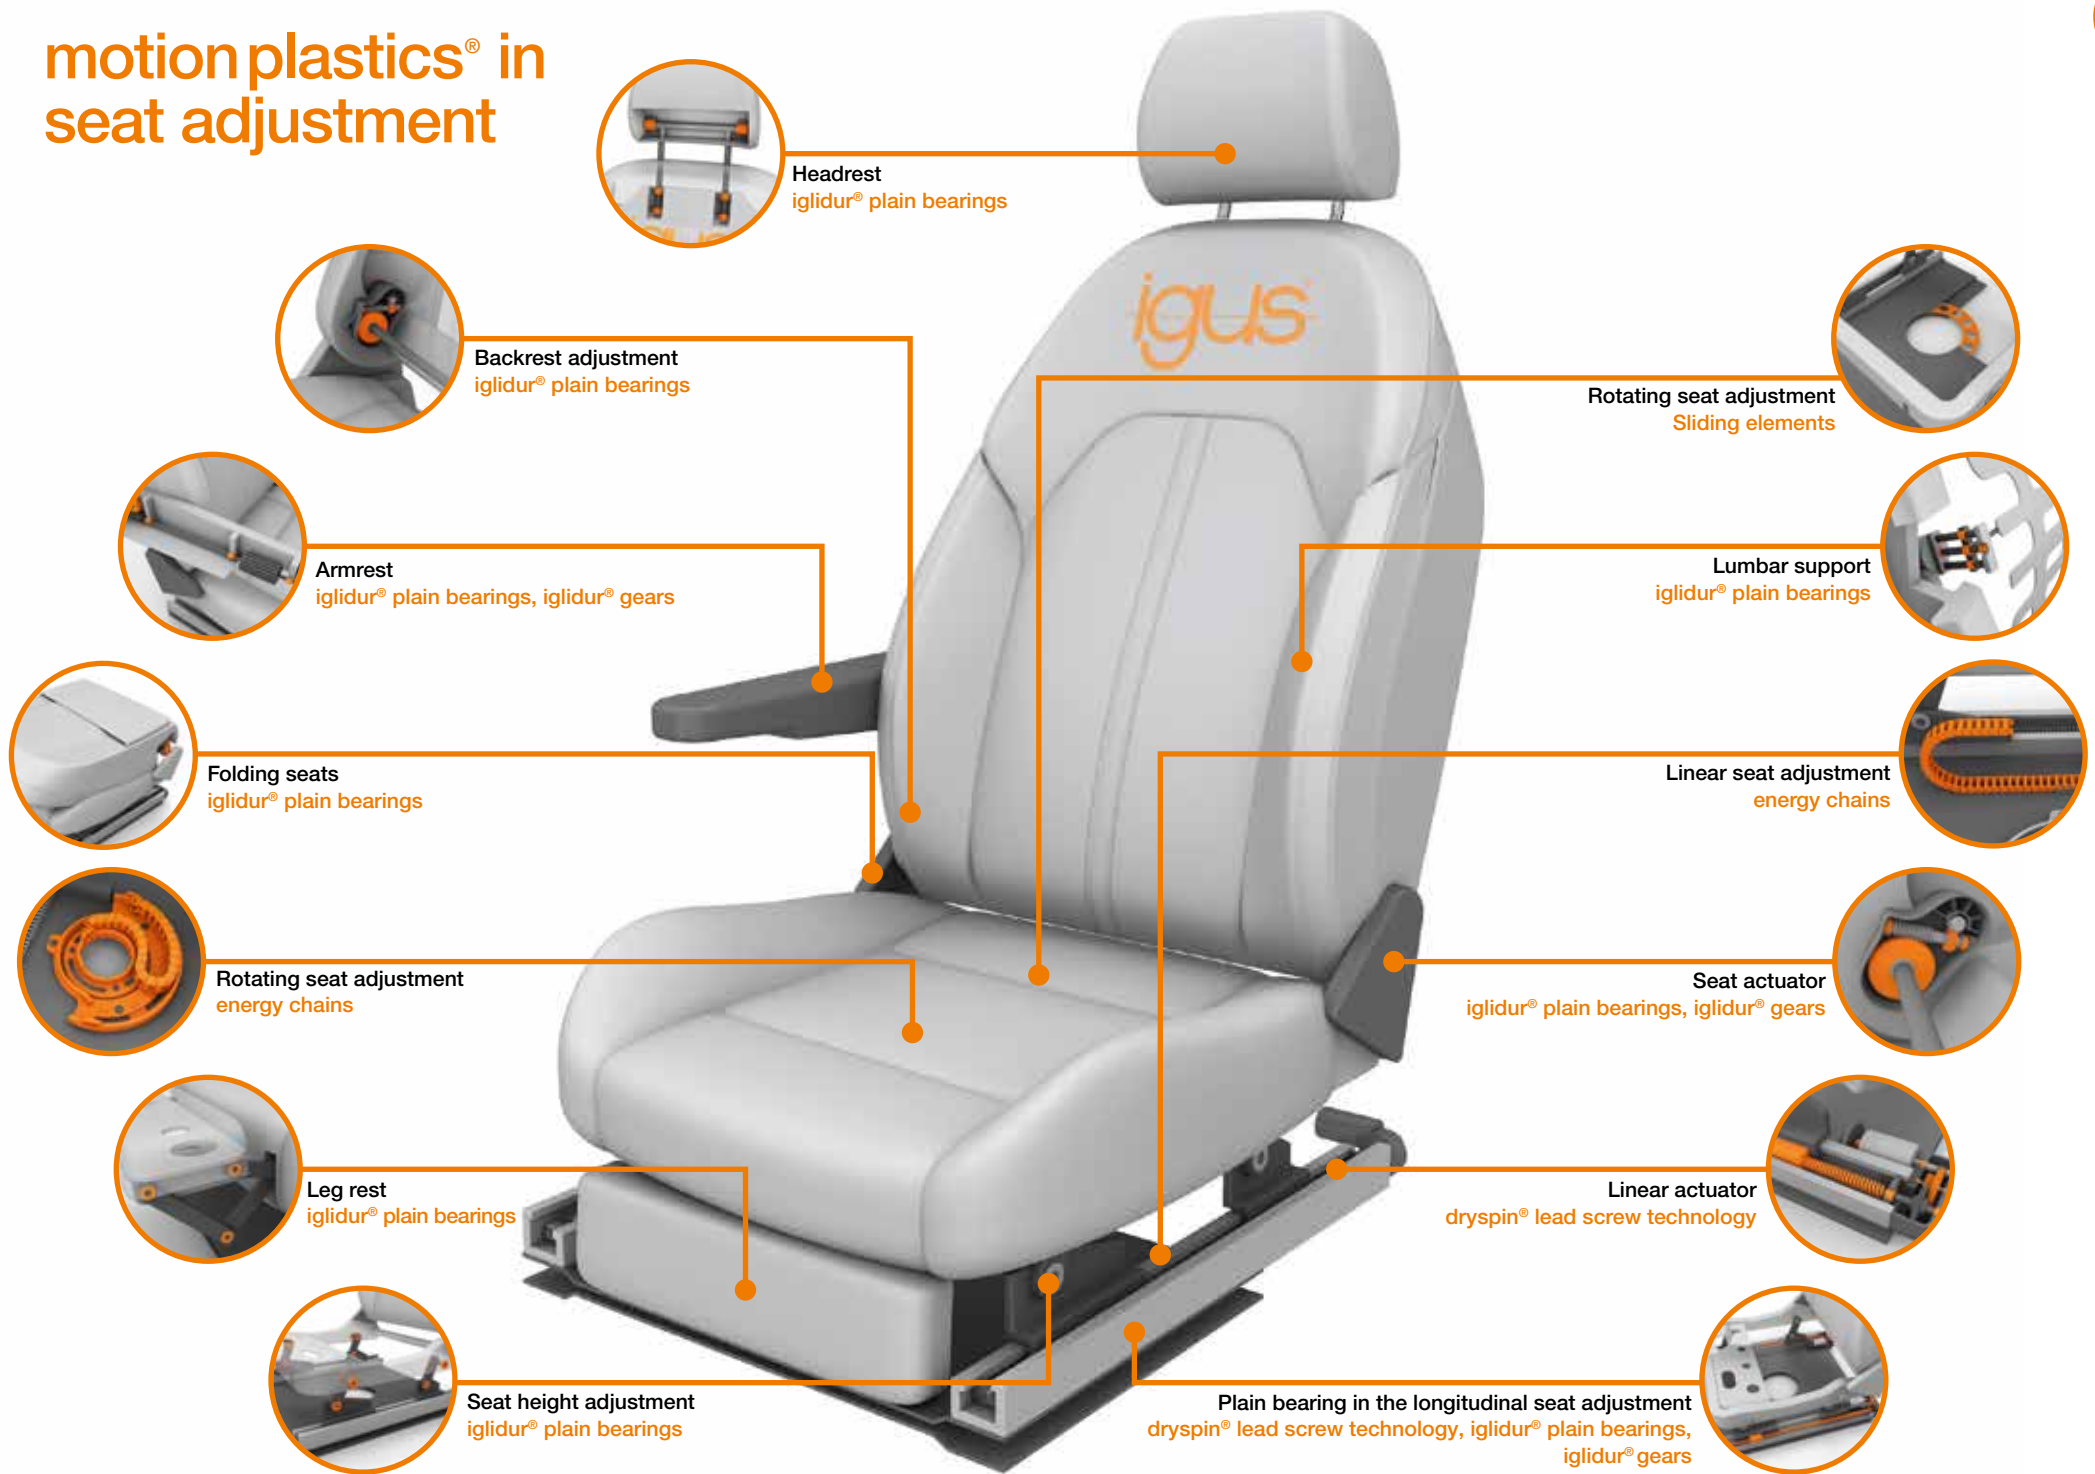 motion plastics® in
seat adjustment
Headrest
iglidur® plain bearings
igus
Backrest adjustment
iglidur® plain bearings
Rotating seat adjustment
Sliding elements
Armrest
iglidur® plain bearings, iglidur® gears
Lumbar support
iglidur® plain bearings
Folding seats
iglidur® plain bearings
Linear seat adjustment
energy chains
Rotating seat adjustment
energy chains
Seat actuator
iglidur® plain bearings, iglidur® gears
Leg rest
iglidur® plain bearings
Linear actuator
dryspin® lead screw technology
Seat height adjustment
iglidur® plain bearings
Plain bearing in the longitudinal seat adjustment
dryspin® lead screw technology, iglidur® plain bearings,
iglidur® gears